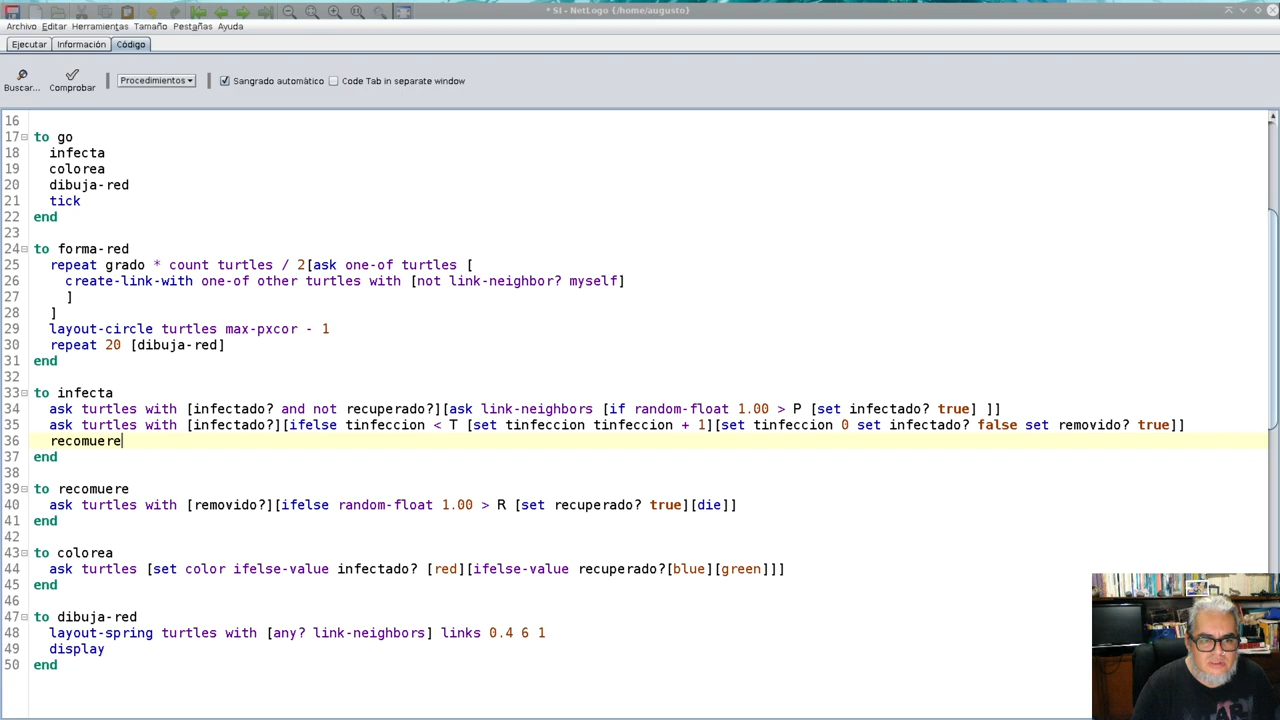 * SI - NetLogo {/home/augusto}
Archivo Editar Herramientas Tamaño Pestañas Ayuda
Ejecutar Información Código
Buscar... Comprobar Procedimientos Sangrado automático Code Tab in separate window
16
17 to go
18 infecta
19 colorea
20 dibuja-red
21 tick
22 end
23
24 to forma-red
25 repeat grado * count turtles / 2[ask one-of turtles [
26 create-link-with one-of other turtles with [not link-neighbor? myself]
27 ]
28 ]
29 layout-circle turtles max-pxcor - 1
30 repeat 20 [dibuja-red]
31 end
32
33 to infecta
34 ask turtles with [infectado? and not recuperado?][ask link-neighbors [if random-float 1.00 > P [set infectado? true] ]]
35 ask turtles with [infectado?][ifelse tinfeccion < T [set tinfeccion tinfeccion + 1][set tinfeccion 0 set infectado? false set removido? true]]
36 recomuere
37 end
38
39 to recomuere
40 ask turtles with [removido?][ifelse random-float 1.00 > R [set recuperado? true][die]]
41 end
42
43 to colorea
44 ask turtles [set color ifelse-value infectado? [red][ifelse-value recuperado?[blue][green]]]
45 end
46
47 to dibuja-red
48 layout-spring turtles with [any? link-neighbors] links 0.4 6 1
49 display
50 end